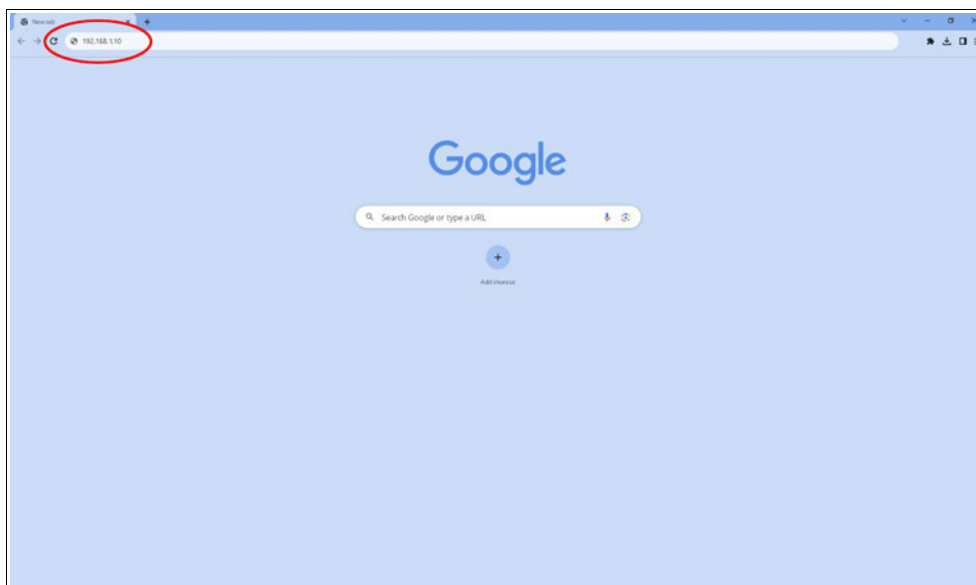 New tab
192.168.1.10
Google
Search Google or type a URL
Add shortcut